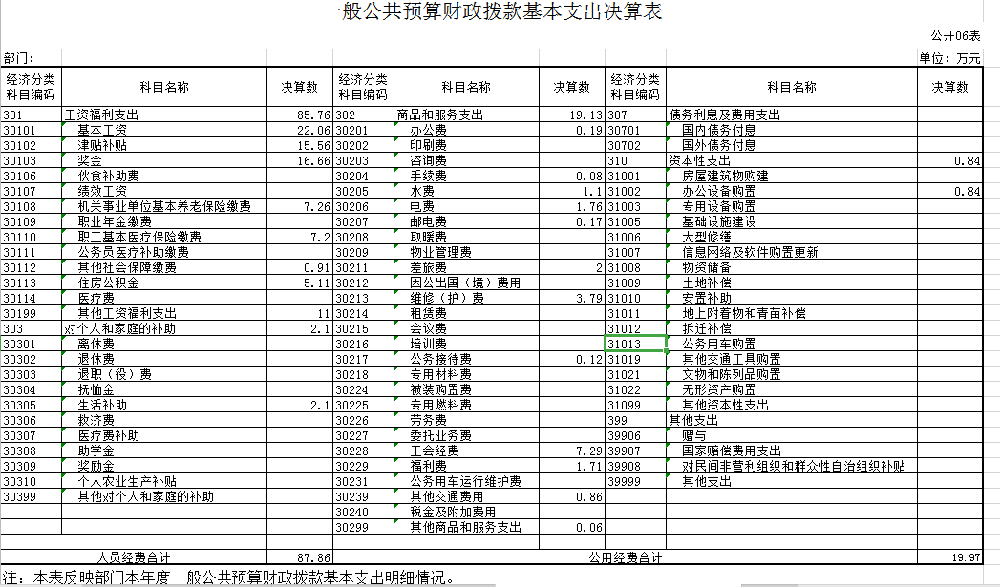 一般公共预算财政拨款基本支出决算表
公开06表
部门： 单位：万元
经济分类科目编码 科目名称 决算数 经济分类科目编码 科目名称 决算数 经济分类科目编码 科目名称 决算数
301 工资福利支出 85.76 302 商品和服务支出 19.13 307 债务利息及费用支出
30101 基本工资 22.06 30201 办公费 0.19 30701 国内债务付息
30102 津贴补贴 15.56 30202 印刷费 30702 国外债务付息
30103 奖金 16.66 30203 咨询费 310 资本性支出 0.84
30106 伙食补助费 30204 手续费 0.08 31001 房屋建筑物购建
30107 绩效工资 30205 水费 1.1 31002 办公设备购置 0.84
30108 机关事业单位基本养老保险缴费 7.26 30206 电费 1.76 31003 专用设备购置
30109 职业年金缴费 30207 邮电费 0.17 31005 基础设施建设
30110 职工基本医疗保险缴费 7.2 30208 取暖费 31006 大型修缮
30111 公务员医疗补助缴费 30209 物业管理费 31007 信息网络及软件购置更新
30112 其他社会保障缴费 0.91 30211 差旅费 2 31008 物资储备
30113 住房公积金 5.11 30212 因公出国（境）费用 31009 土地补偿
30114 医疗费 30213 维修（护）费 3.79 31010 安置补助
30199 其他工资福利支出 11 30214 租赁费 31011 地上附着物和青苗补偿
303 对个人和家庭的补助 2.1 30215 会议费 31012 拆迁补偿
30301 离休费 30216 培训费 31013 公务用车购置
30302 退休费 30217 公务接待费 0.12 31019 其他交通工具购置
30303 退职（役）费 30218 专用材料费 31021 文物和陈列品购置
30304 抚恤金 30224 被装购置费 31022 无形资产购置
30305 生活补助 2.1 30225 专用燃料费 31099 其他资本性支出
30306 救济费 30226 劳务费 399 其他支出
30307 医疗费补助 30227 委托业务费 39906 赠与
30308 助学金 30228 工会经费 7.29 39907 国家赔偿费用支出
30309 奖励金 30229 福利费 1.71 39908 对民间非营利组织和群众性自治组织补贴
30310 个人农业生产补贴 30231 公务用车运行维护费 39999 其他支出
30399 其他对个人和家庭的补助 30239 其他交通费用 0.86
30240 税金及附加费用
30299 其他商品和服务支出 0.06
人员经费合计 87.86 公用经费合计 19.97
注：本表反映部门本年度一般公共预算财政拨款基本支出明细情况。